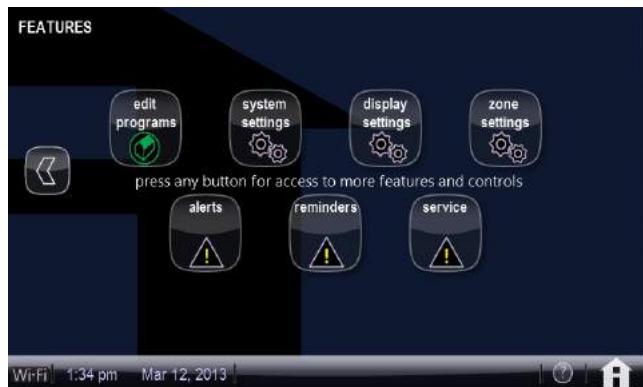 FEATURES
edit programs
system settings
display settings
zone settings
press any button for access to more features and controls
alerts reminders service
Wi-Fi 1:34 pm Mar 12, 2013 ?